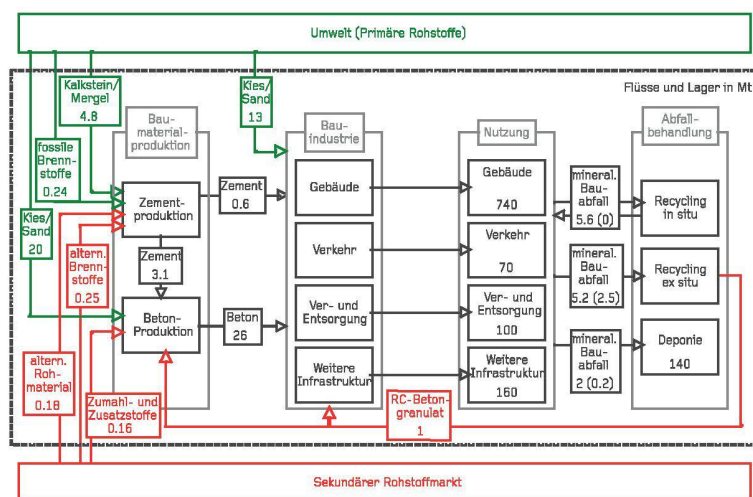 Umwelt (Primäre Rohstoffe)
Flüsse und Lager in Mt
Kalkstein/
Mergel
4.8
Kies/
Sand
13
fossile
Brenn-
stoffe
0.24
Kies/
Sand
20
altern.
Brenn-
stoffe
0.25
altern.
Roh-
material
0.18
Zumahl- und
Zusatzstoffe
0.16
Bau-
material-
produktion
Zement-
produktion
Zement
3.1
Beton-
Produktion
Zement
0.6
Beton
26
Bau-
industrie
Gebäude
Verkehr
Ver- und
Entsorgung
Weitere
Infrastruktur
Nutzung
Gebäude
740
Verkehr
70
Ver- und
Entsorgung
100
Weitere
Infrastruktur
160
mineral.
Bau-
abfall
5.6 (0)
mineral.
Bau-
abfall
5.2 (2.5)
mineral.
Bau-
abfall
2 (0.2)
Abfall-
behandlung
Recycling
in situ
Recycling
ex situ
Deponie
140
RC-Beton-
granulat
1
Sekundärer Rohstoffmarkt